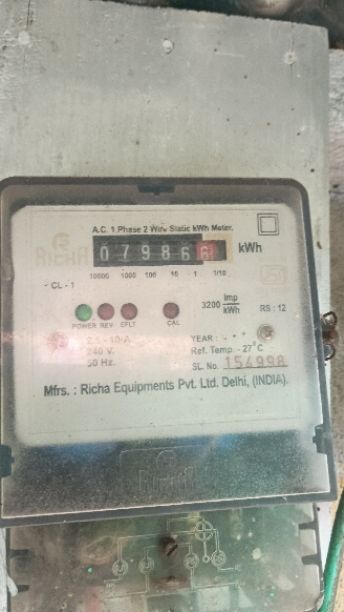 RICHA
A.C. 1 Phase 2 Wire Static kWh Meter.
079866 kWh
10000 1000 100 10 1 1/10
CL - 1
3200 Imp/kWh RS : 12
POWER REV EFLT CAL
2.5 - 10 A YEAR :
240 V. Ref. Temp. - 27°C
50 Hz. SL. No. 154998
Mfrs. : Richa Equipments Pvt. Ltd. Delhi, (INDIA).